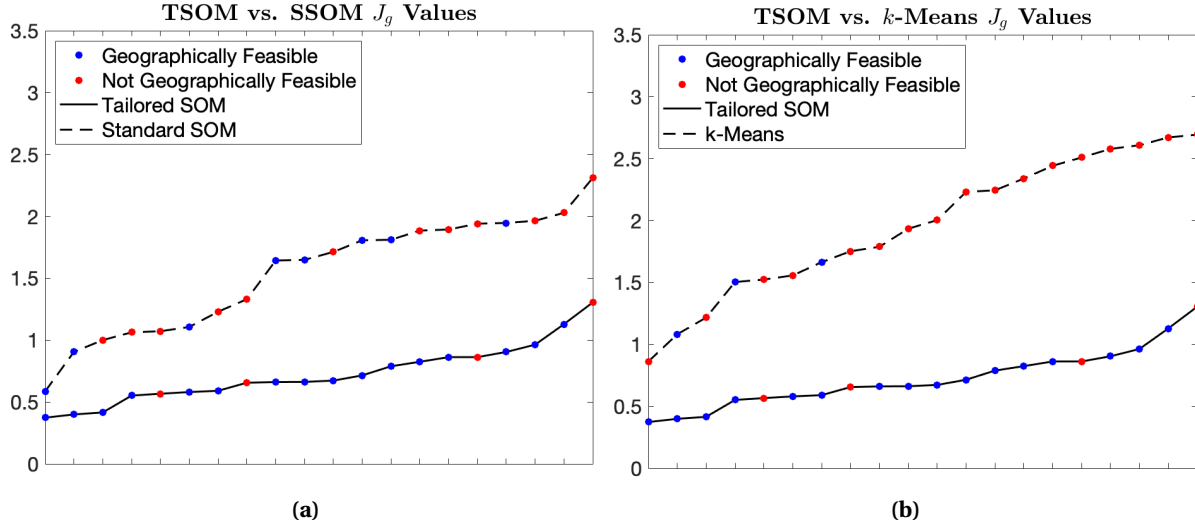 TSOM vs. SSOM J_g Values
3.5
3
2.5
2
1.5
1
0.5
0
Geographically Feasible
Not Geographically Feasible
Tailored SOM
Standard SOM
(a)
TSOM vs. k-Means J_g Values
3.5
3
2.5
2
1.5
1
0.5
0
Geographically Feasible
Not Geographically Feasible
Tailored SOM
k-Means
(b)